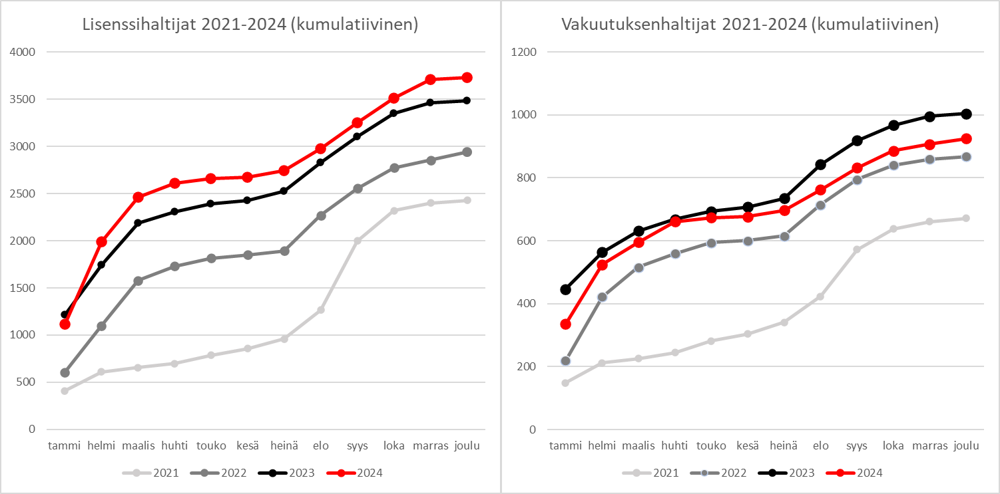 Lisenssihaltijat 2021-2024 (kumulatiivinen)
4000
3500
3000
2500
2000
1500
1000
500
0
tammi helmi maalis huhti touko kesä heinä elo syys loka marras joulu
2021 2022 2023 2024
Vakuutuksenhaltijat 2021-2024 (kumulatiivinen)
1200
1000
800
600
400
200
0
tammi helmi maalis huhti touko kesä heinä elo syys loka marras joulu
2021 2022 2023 2024